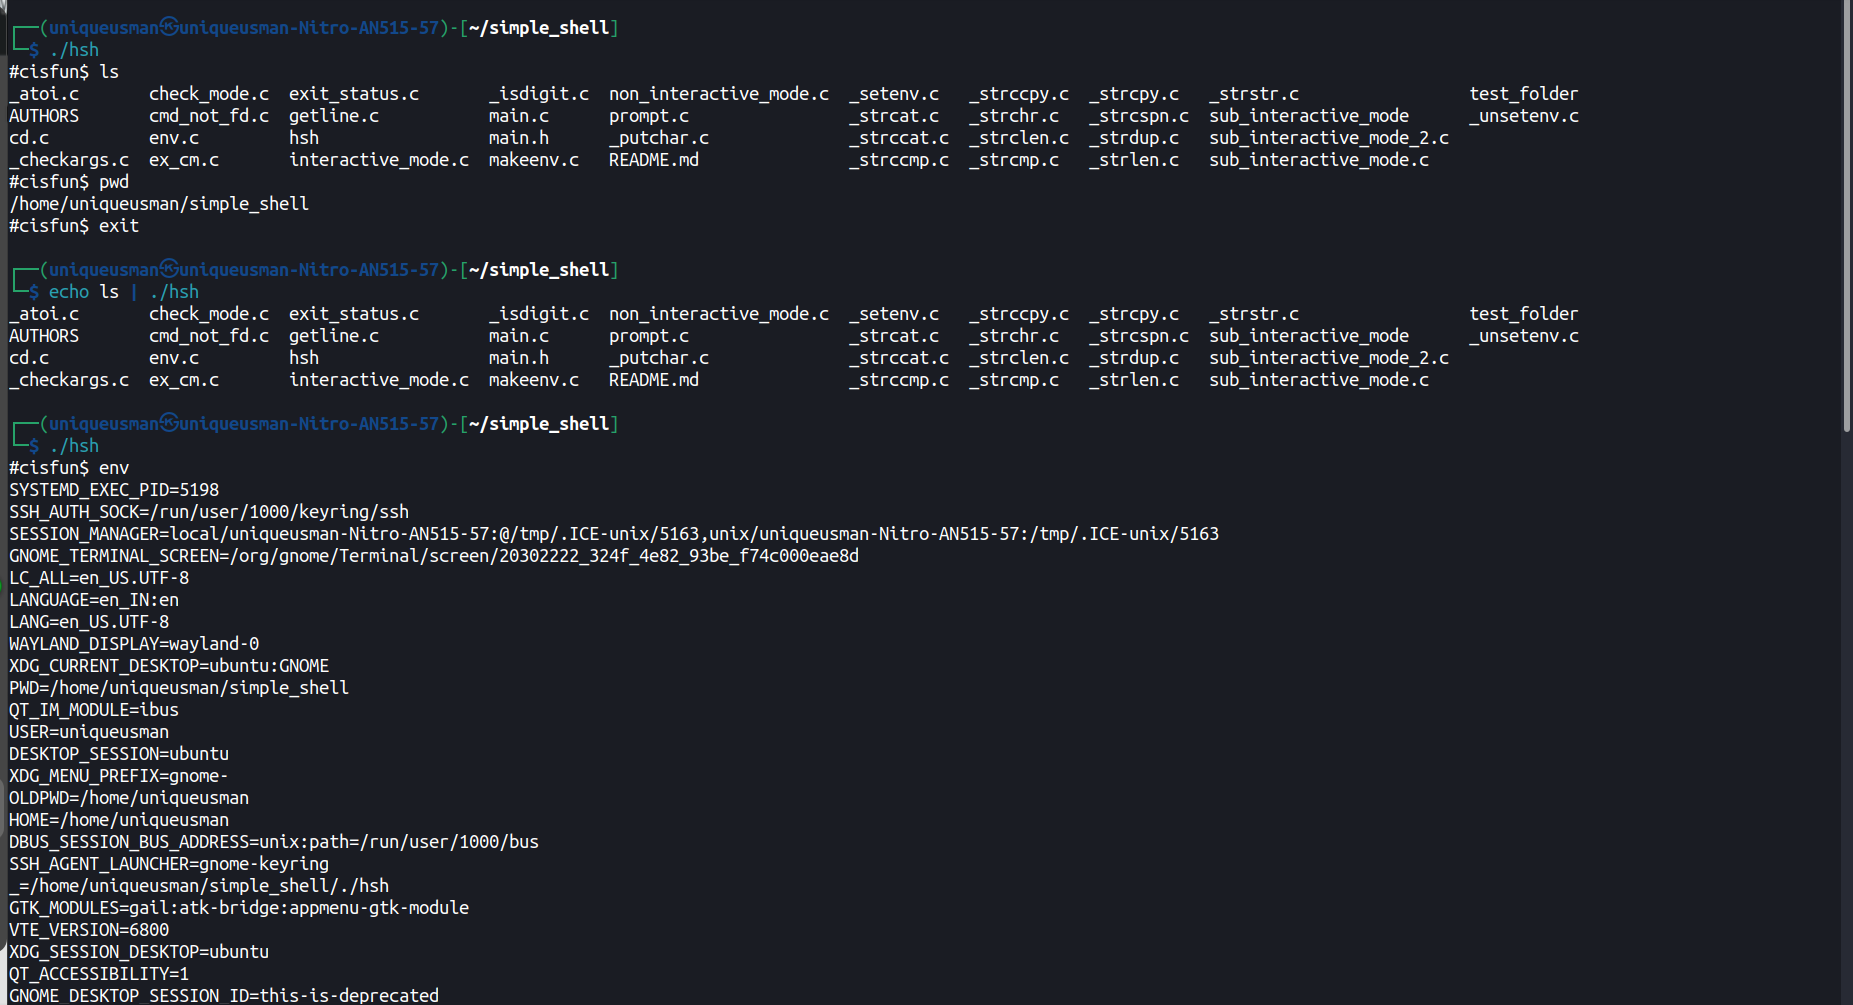 ┌──(uniqueusman㉿uniqueusman-Nitro-AN515-57)-[~/simple_shell]
└─$ ./hsh
#cisfun$ ls
_atoi.c       check_mode.c  exit_status.c       _isdigit.c  non_interactive_mode.c  _setenv.c   _strccpy.c  _strcpy.c   _strstr.c                 test_folder
AUTHORS       cmd_not_fd.c  getline.c           main.c      prompt.c                _strcat.c   _strchr.c   _strcspn.c  sub_interactive_mode      _unsetenv.c
cd.c          env.c         hsh                 main.h      _putchar.c              _strccat.c  _strclen.c  _strdup.c   sub_interactive_mode_2.c
_checkargs.c  ex_cm.c       interactive_mode.c  makeenv.c   README.md               _strccmp.c  _strcmp.c   _strlen.c   sub_interactive_mode.c
#cisfun$ pwd
/home/uniqueusman/simple_shell
#cisfun$ exit
┌──(uniqueusman㉿uniqueusman-Nitro-AN515-57)-[~/simple_shell]
└─$ echo ls | ./hsh
_atoi.c       check_mode.c  exit_status.c       _isdigit.c  non_interactive_mode.c  _setenv.c   _strccpy.c  _strcpy.c   _strstr.c                 test_folder
AUTHORS       cmd_not_fd.c  getline.c           main.c      prompt.c                _strcat.c   _strchr.c   _strcspn.c  sub_interactive_mode      _unsetenv.c
cd.c          env.c         hsh                 main.h      _putchar.c              _strccat.c  _strclen.c  _strdup.c   sub_interactive_mode_2.c
_checkargs.c  ex_cm.c       interactive_mode.c  makeenv.c   README.md               _strccmp.c  _strcmp.c   _strlen.c   sub_interactive_mode.c
┌──(uniqueusman㉿uniqueusman-Nitro-AN515-57)-[~/simple_shell]
└─$ ./hsh
#cisfun$ env
SYSTEMD_EXEC_PID=5198
SSH_AUTH_SOCK=/run/user/1000/keyring/ssh
SESSION_MANAGER=local/uniqueusman-Nitro-AN515-57:@/tmp/.ICE-unix/5163,unix/uniqueusman-Nitro-AN515-57:/tmp/.ICE-unix/5163
GNOME_TERMINAL_SCREEN=/org/gnome/Terminal/screen/20302222_324f_4e82_93be_f74c000eae8d
LC_ALL=en_US.UTF-8
LANGUAGE=en_IN:en
LANG=en_US.UTF-8
WAYLAND_DISPLAY=wayland-0
XDG_CURRENT_DESKTOP=ubuntu:GNOME
PWD=/home/uniqueusman/simple_shell
QT_IM_MODULE=ibus
USER=uniqueusman
DESKTOP_SESSION=ubuntu
XDG_MENU_PREFIX=gnome-
OLDPWD=/home/uniqueusman
HOME=/home/uniqueusman
DBUS_SESSION_BUS_ADDRESS=unix:path=/run/user/1000/bus
SSH_AGENT_LAUNCHER=gnome-keyring
_=/home/uniqueusman/simple_shell/./hsh
GTK_MODULES=gail:atk-bridge:appmenu-gtk-module
VTE_VERSION=6800
XDG_SESSION_DESKTOP=ubuntu
QT_ACCESSIBILITY=1
GNOME_DESKTOP_SESSION_ID=this-is-deprecated